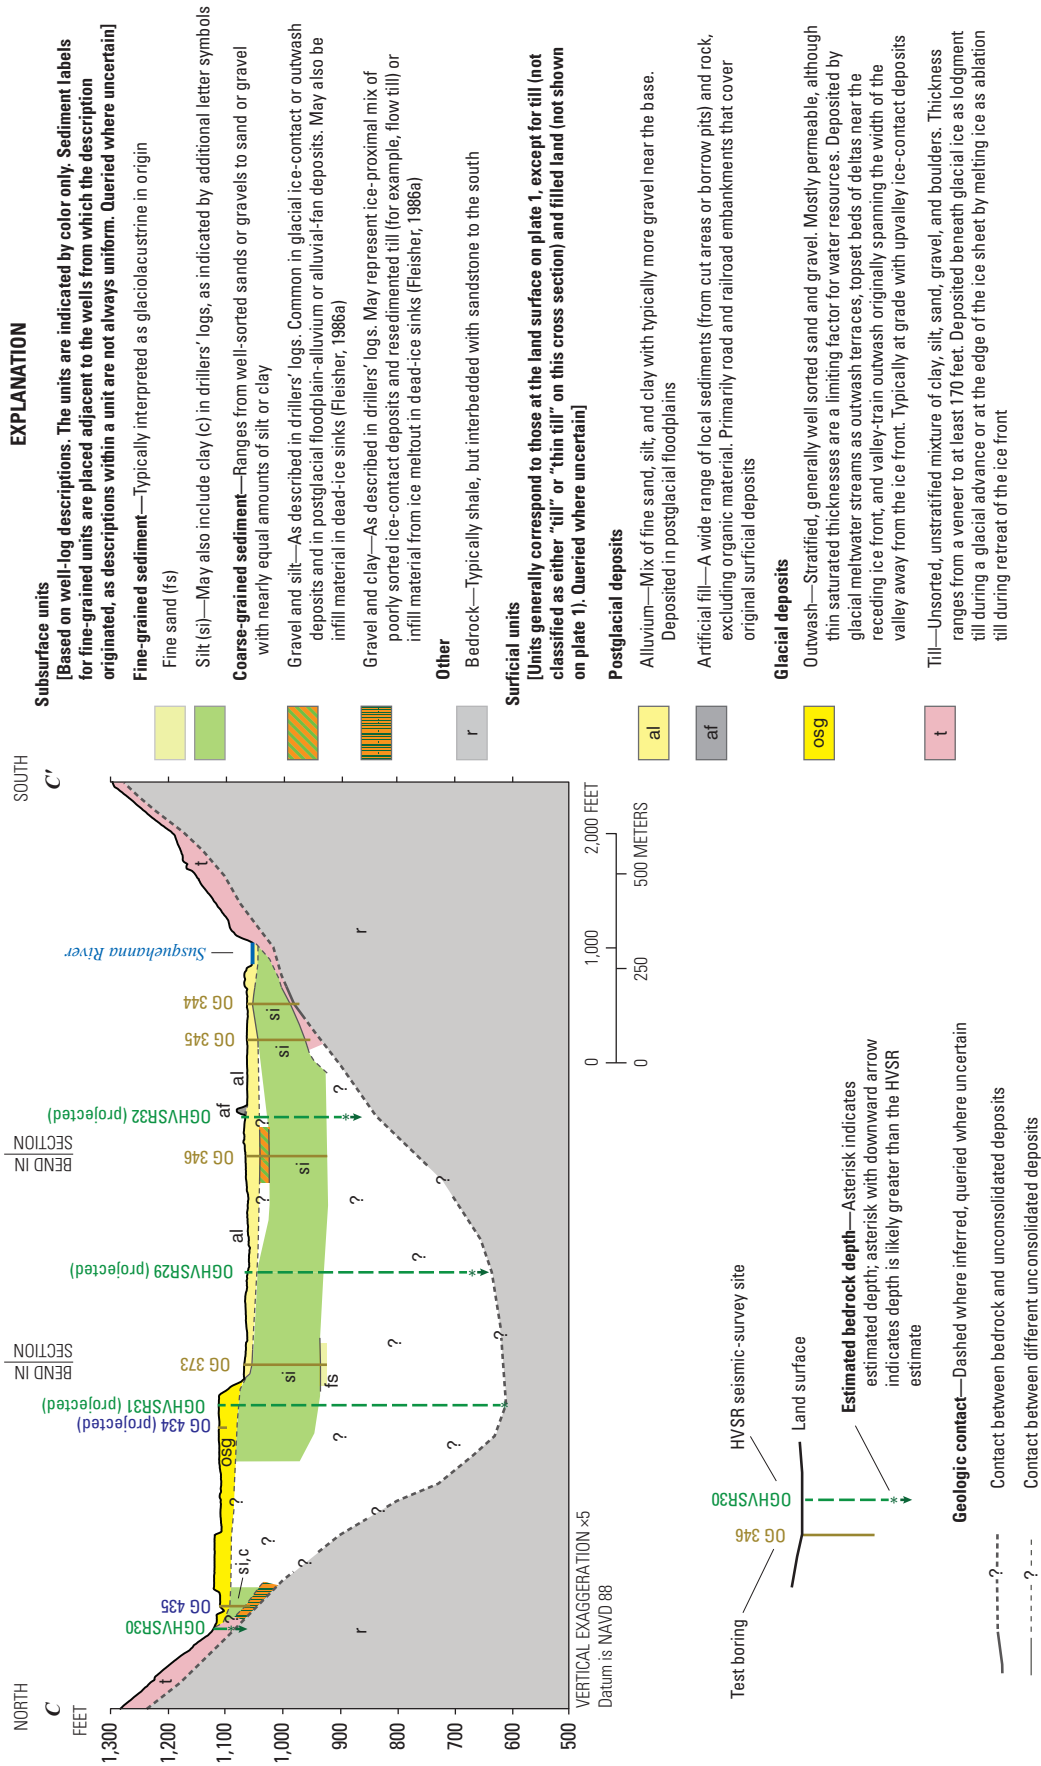 NORTH
C
FEET
1,300
1,200
1,100
1,000
900
800
700
600
500
SOUTH
C′
BEND IN
SECTION
BEND IN
SECTION
OGHVSR30
OG 435
OG 434 (projected)
OGHVSR31 (projected)
OG 373
OGHVSR29 (projected)
OG 346
OGHVSR32 (projected)
OG 345
OG 344
Susquehanna River
t
?
si,c
?
?
?
?
osg
?
?
?
si
fs
?
?
al
?
?
?
?
si
?
af
al
?
si
si
t
r
r
*
*
*
*
VERTICAL EXAGGERATION ×5
Datum is NAVD 88
0
1,000
2,000 FEET
0
250
500 METERS
Test boring
OG 346
OGHVSR30
HVSR seismic-survey site
Land surface
*
Estimated bedrock depth—Asterisk indicates
estimated depth; asterisk with downward arrow
indicates depth is likely greater than the HVSR
estimate
Geologic contact—Dashed where inferred, queried where uncertain
?
Contact between bedrock and unconsolidated deposits
?
Contact between different unconsolidated deposits
EXPLANATION
Subsurface units
[Based on well-log descriptions. The units are indicated by color only. Sediment labels
for fine-grained units are placed adjacent to the wells from which the description
originated, as descriptions within a unit are not always uniform. Queried where uncertain]
Fine-grained sediment—Typically interpreted as glaciolacustrine in origin
Fine sand (fs)
Silt (si)—May also include clay (c) in drillers' logs, as indicated by additional letter symbols
Coarse-grained sediment—Ranges from well-sorted sands or gravels to sand or gravel
with nearly equal amounts of silt or clay
Gravel and silt—As described in drillers' logs. Common in glacial ice-contact or outwash
deposits and in postglacial floodplain-alluvium or alluvial-fan deposits. May also be
infill material in dead-ice sinks (Fleisher, 1986a)
Gravel and clay—As described in drillers' logs. May represent ice-proximal mix of
poorly sorted ice-contact deposits and resedimented till (for example, flow till) or
infill material from ice meltout in dead-ice sinks (Fleisher, 1986a)
Other
r
Bedrock—Typically shale, but interbedded with sandstone to the south
Surficial units
[Units generally correspond to those at the land surface on plate 1, except for till (not
classified as either “till” or “thin till” on this cross section) and filled land (not shown
on plate 1). Queried where uncertain]
Postglacial deposits
al
Alluvium—Mix of fine sand, silt, and clay with typically more gravel near the base.
Deposited in postglacial floodplains
af
Artificial fill—A wide range of local sediments (from cut areas or borrow pits) and rock,
excluding organic material. Primarily road and railroad embankments that cover
original surficial deposits
Glacial deposits
osg
Outwash—Stratified, generally well sorted sand and gravel. Mostly permeable, although
thin saturated thicknesses are a limiting factor for water resources. Deposited by
glacial meltwater streams as outwash terraces, topset beds of deltas near the
receding ice front, and valley-train outwash originally spanning the width of the
valley away from the ice front. Typically at grade with upvalley ice-contact deposits
t
Till—Unsorted, unstratified mixture of clay, silt, sand, gravel, and boulders. Thickness
ranges from a veneer to at least 170 feet. Deposited beneath glacial ice as lodgment
till during a glacial advance or at the edge of the ice sheet by melting ice as ablation
till during retreat of the ice front